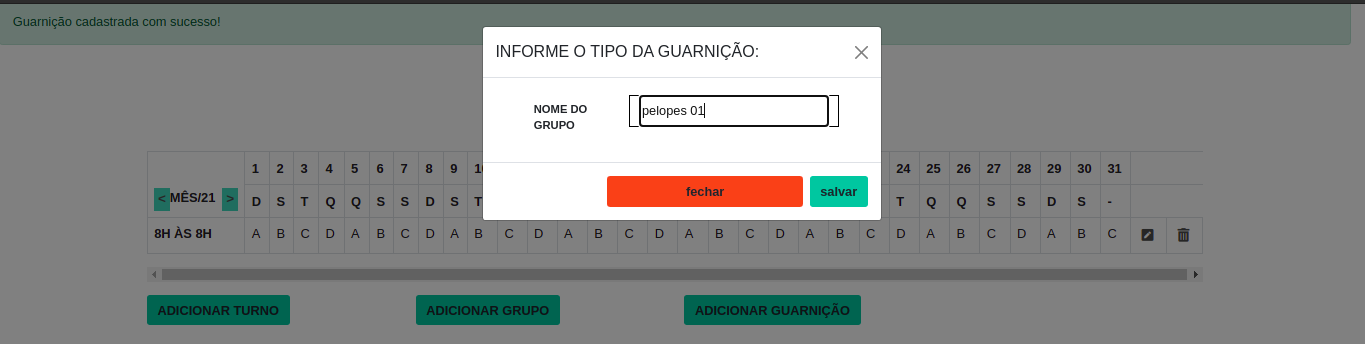 Guarnição cadastrada com sucesso!
INFORME O TIPO DA GUARNIÇÃO:
NOME DO
GRUPO
pelopes 01
fechar
salvar
1 2 3 4 5 6 7 8 9 24 25 26 27 28 29 30 31
< MÊS/21 >
D S T Q Q S S D S T T Q Q S S D S -
8H ÀS 8H A B C D A B C D A B C D A B C D A B C D A B C D A B C D A B C
ADICIONAR TURNO
ADICIONAR GRUPO
ADICIONAR GUARNIÇÃO